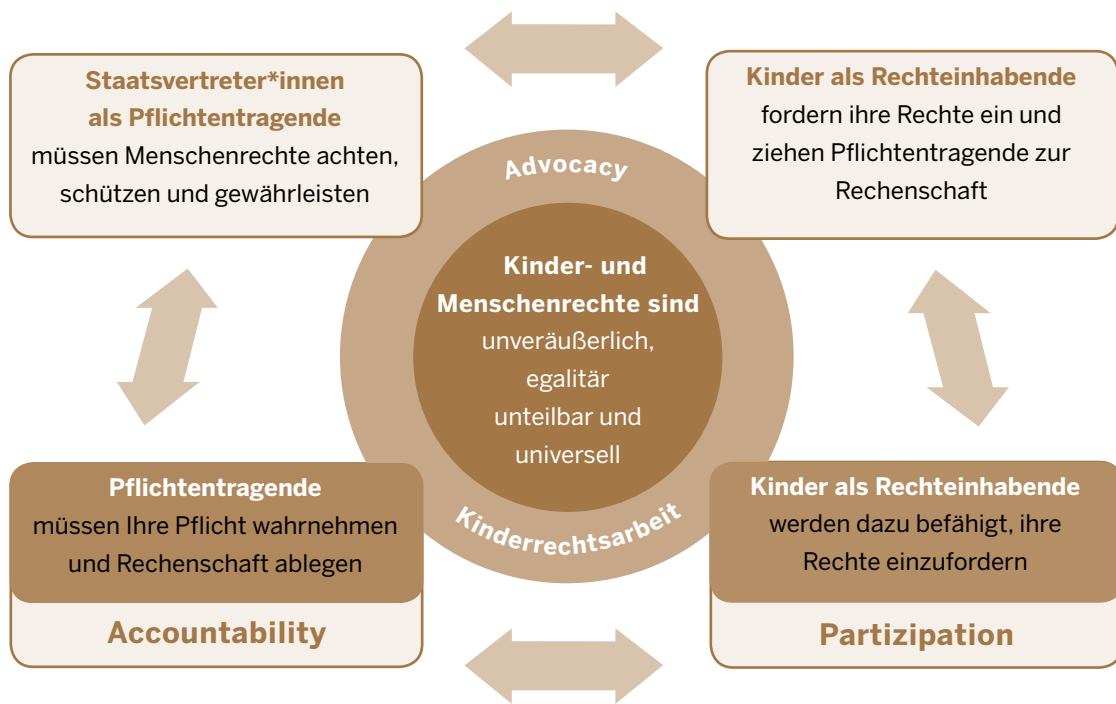 Staatsvertreter*innen
als Pflichtentragende
müssen Menschenrechte achten,
schützen und gewährleisten
Kinder als Rechteinhabende
fordern ihre Rechte ein und
ziehen Pflichtentragende zur
Rechenschaft
Advocacy
Kinder- und
Menschenrechte sind
unveräußerlich,
egalitär
unteilbar und
universell
Kinderrechtsarbeit
Pflichtentragende
müssen Ihre Pflicht wahrnehmen
und Rechenschaft ablegen
Accountability
Kinder als Rechteinhabende
werden dazu befähigt, ihre
Rechte einzufordern
Partizipation